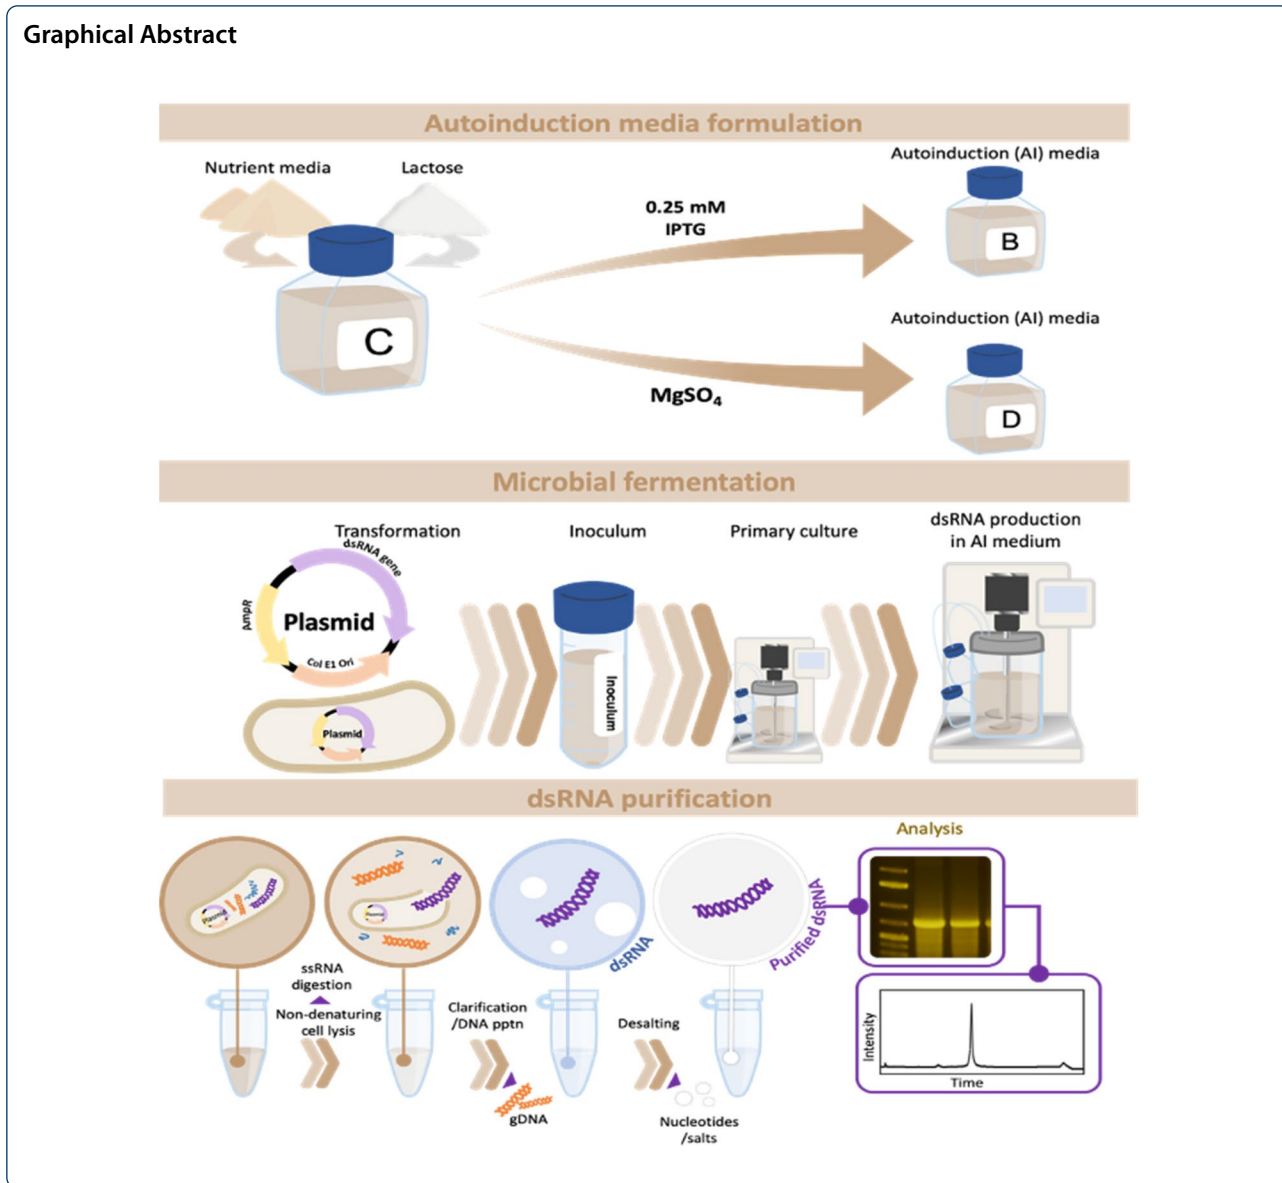 Graphical Abstract
Autoinduction media formulation
Nutrient media
Lactose
C
0.25 mM
IPTG
MgSO₄
Autoinduction (AI) media
B
Autoinduction (AI) media
D
Microbial fermentation
Transformation
dsRNA gene
AmpR
Plasmid
Col E1 Ori
Plasmid
Inoculum
Inoculum
Primary culture
dsRNA production
in AI medium
dsRNA purification
Plasmid
ssRNA
digestion
Non-denaturing
cell lysis
Plasmid
Clarification
/DNA pptn
gDNA
dsRNA
Desalting
Nucleotides
/salts
Purified dsRNA
Analysis
Intensity
Time